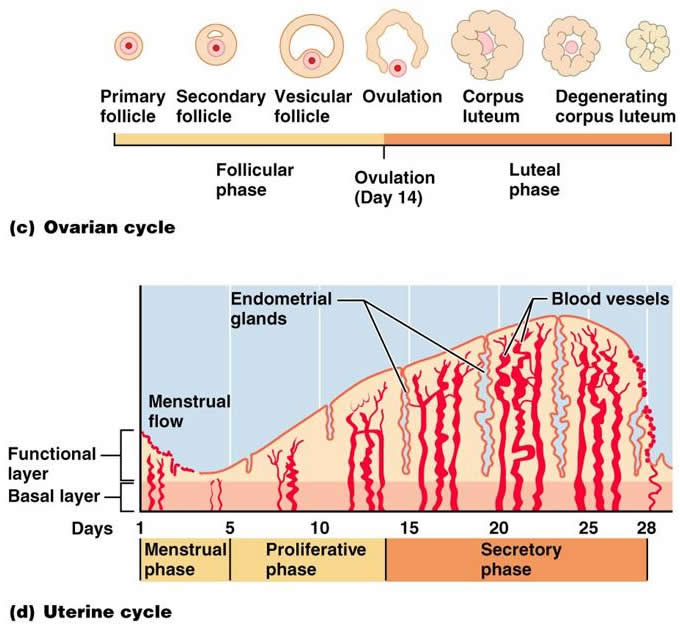 Primary
follicle
Secondary
follicle
Vesicular
follicle
Ovulation
Corpus
luteum
Degenerating
corpus luteum
Follicular
phase
Ovulation
(Day 14)
Luteal
phase
(c) Ovarian cycle
Endometrial
glands
Blood vessels
Menstrual
flow
Functional
layer
Basal layer
Days
1 5 10 15 20 25 28
Menstrual
phase
Proliferative
phase
Secretory
phase
(d) Uterine cycle